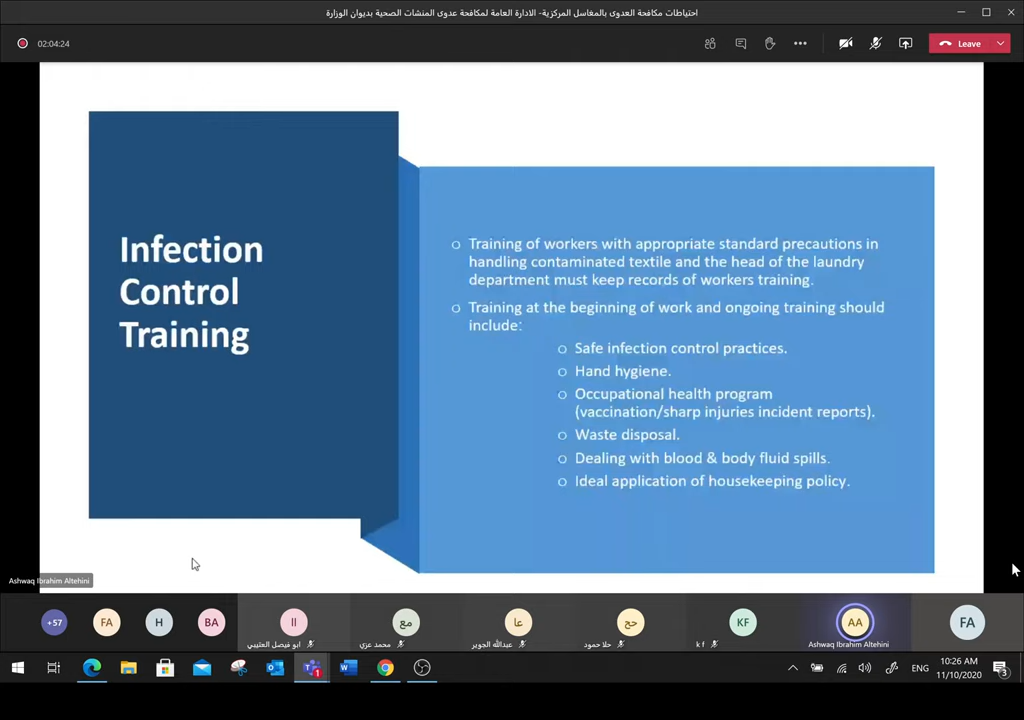 احتياطات مكافحة العدوى بالمغاسل المركزية- الادارة العامة لمكافحة عدوى المنشات الصحية بديوان الوزارة
02:04:24
Leave
Infection
Control
Training
o Training of workers with appropriate standard precautions in
handling contaminated textile and the head of the laundry
department must keep records of workers training.
o Training at the beginning of work and ongoing training should
include:
o Safe infection control practices.
o Hand hygiene.
o Occupational health program
(vaccination/sharp injuries incident reports).
o Waste disposal.
o Dealing with blood & body fluid spills.
o Ideal application of housekeeping policy.
Ashwaq Ibrahim Altehini
+57 FA H BA اا مع عا حح KF AA FA
ابو فيصل العتيبي محمد عزي عبدالله الجوير حلا حمود k f Ashwaq Ibrahim Altehini
ENG 10:26 AM
11/10/2020 3
1